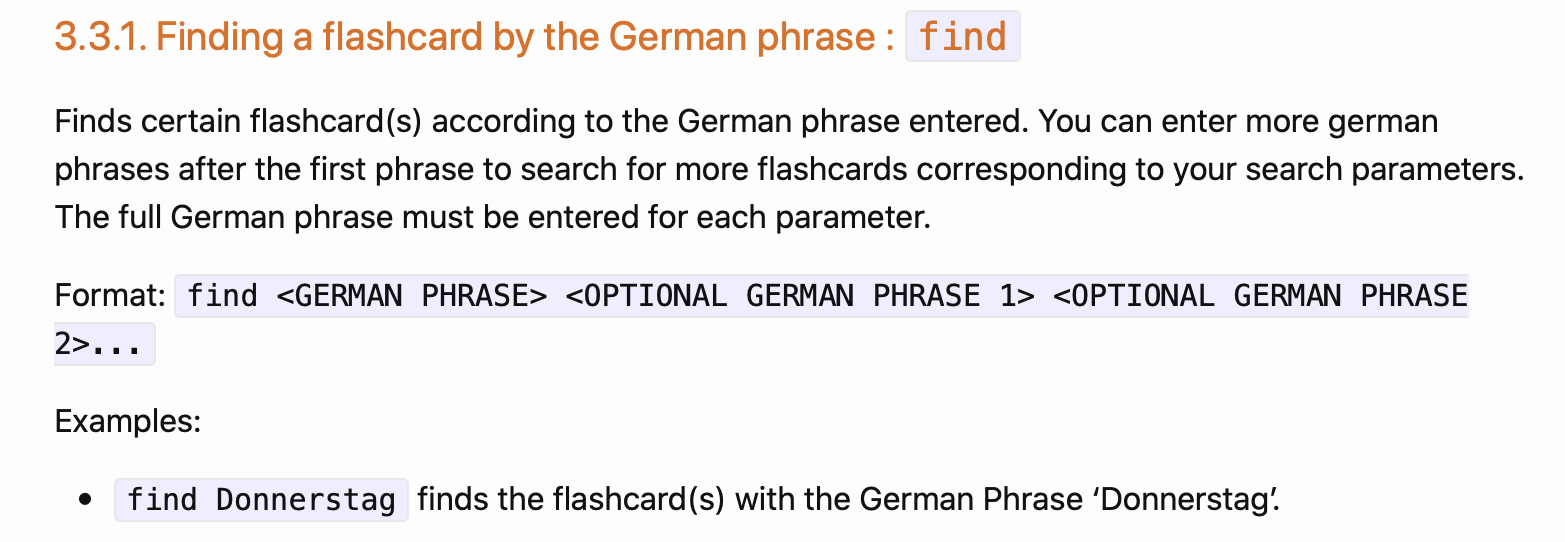 3.3.1. Finding a flashcard by the German phrase : find
Finds certain flashcard(s) according to the German phrase entered. You can enter more german
phrases after the first phrase to search for more flashcards corresponding to your search parameters.
The full German phrase must be entered for each parameter.
Format: find <GERMAN PHRASE> <OPTIONAL GERMAN PHRASE 1> <OPTIONAL GERMAN PHRASE
2>...
Examples:
• find Donnerstag finds the flashcard(s) with the German Phrase ‘Donnerstag’.